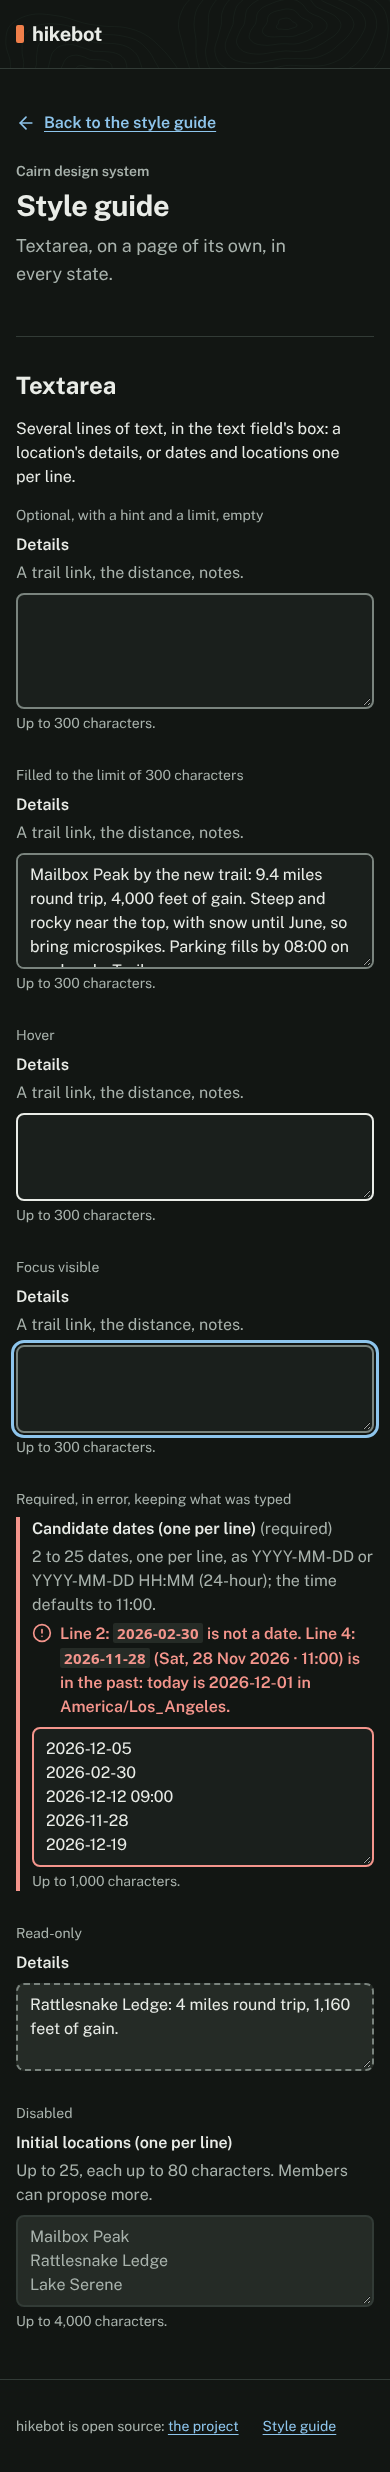 hikebot
Back to the style guide
Cairn design system
Style guide
Textarea, on a page of its own, in
every state.
Textarea
Several lines of text, in the text field's box: a
location's details, or dates and locations one
per line.
Optional, with a hint and a limit, empty
Details
A trail link, the distance, notes.
Up to 300 characters.
Filled to the limit of 300 characters
Details
A trail link, the distance, notes.
Mailbox Peak by the new trail: 9.4 miles
round trip, 4,000 feet of gain. Steep and
rocky near the top, with snow until June, so
bring microspikes. Parking fills by 08:00 on
Up to 300 characters.
Hover
Details
A trail link, the distance, notes.
Up to 300 characters.
Focus visible
Details
A trail link, the distance, notes.
Up to 300 characters.
Required, in error, keeping what was typed
Candidate dates (one per line) (required)
2 to 25 dates, one per line, as YYYY-MM-DD or
YYYY-MM-DD HH:MM (24-hour); the time
defaults to 11:00.
Line 2: 2026-02-30 is not a date. Line 4:
2026-11-28 (Sat, 28 Nov 2026 · 11:00) is
in the past: today is 2026-12-01 in
America/Los_Angeles.
2026-12-05
2026-02-30
2026-12-12 09:00
2026-11-28
2026-12-19
Up to 1,000 characters.
Read-only
Details
Rattlesnake Ledge: 4 miles round trip, 1,160
feet of gain.
Disabled
Initial locations (one per line)
Up to 25, each up to 80 characters. Members
can propose more.
Mailbox Peak
Rattlesnake Ledge
Lake Serene
Up to 4,000 characters.
hikebot is open source: the project
Style guide